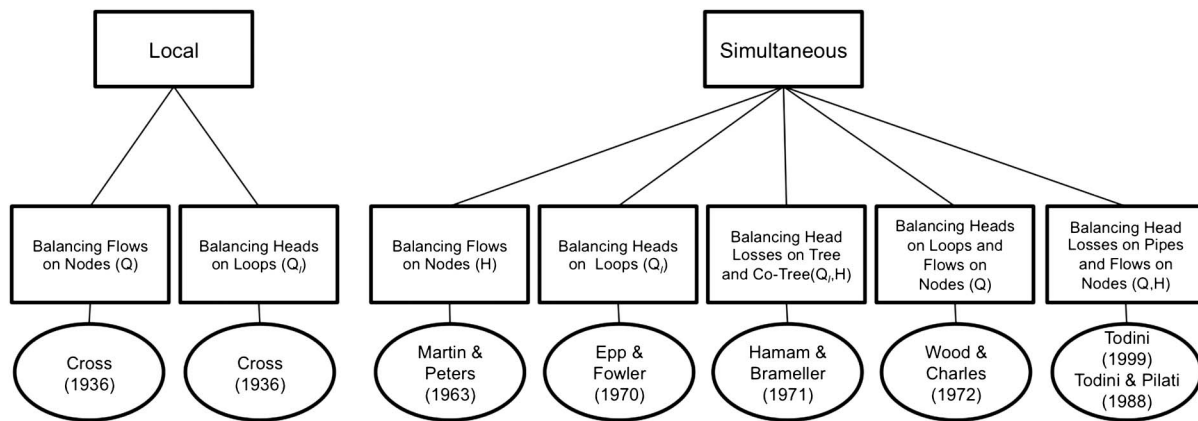 Local
Simultaneous
Balancing Flows
on Nodes (Q)
Balancing Heads
on Loops (Qₗ)
Balancing Flows
on Nodes (H)
Balancing Heads
on Loops (Qₗ)
Balancing Head
Losses on Tree
and Co-Tree(Qₗ,H)
Balancing Heads
on Loops and
Flows on
Nodes (Q)
Balancing Head
Losses on Pipes
and Flows on
Nodes (Q,H)
Cross
(1936)
Cross
(1936)
Martin &
Peters
(1963)
Epp &
Fowler
(1970)
Hamam &
Brameller
(1971)
Wood &
Charles
(1972)
Todini
(1999)
Todini & Pilati
(1988)